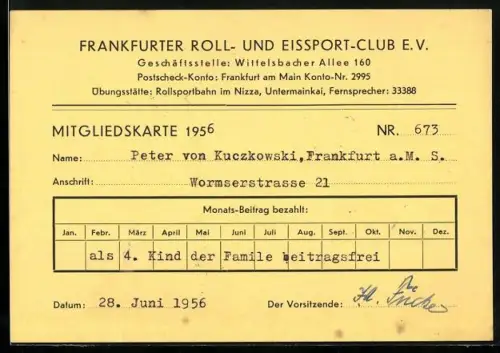 FRANKFURTER ROLL- UND EISSPORT-CLUB E.V.
Geschäftsstelle: Wittelsbacher Allee 160
Postscheck-Konto: Frankfurt am Main Konto-Nr. 2995
Übungsstätte: Rollsportbahn im Nizza, Untermainkai, Fernsprecher: 33388
MITGLIEDSKARTE 1956 NR. 673
Name: Peter von Kuczkowski,Frankfurt a.M. S.
Anschrift: Wormserstrasse 21
Monats-Beitrag bezahlt:
Jan. Febr. März April Mai Juni Juli Aug. Sept. Okt. Nov. Dez.
als 4. Kind der Famile beitragsfrei
Datum: 28. Juni 1956 Der Vorsitzende: